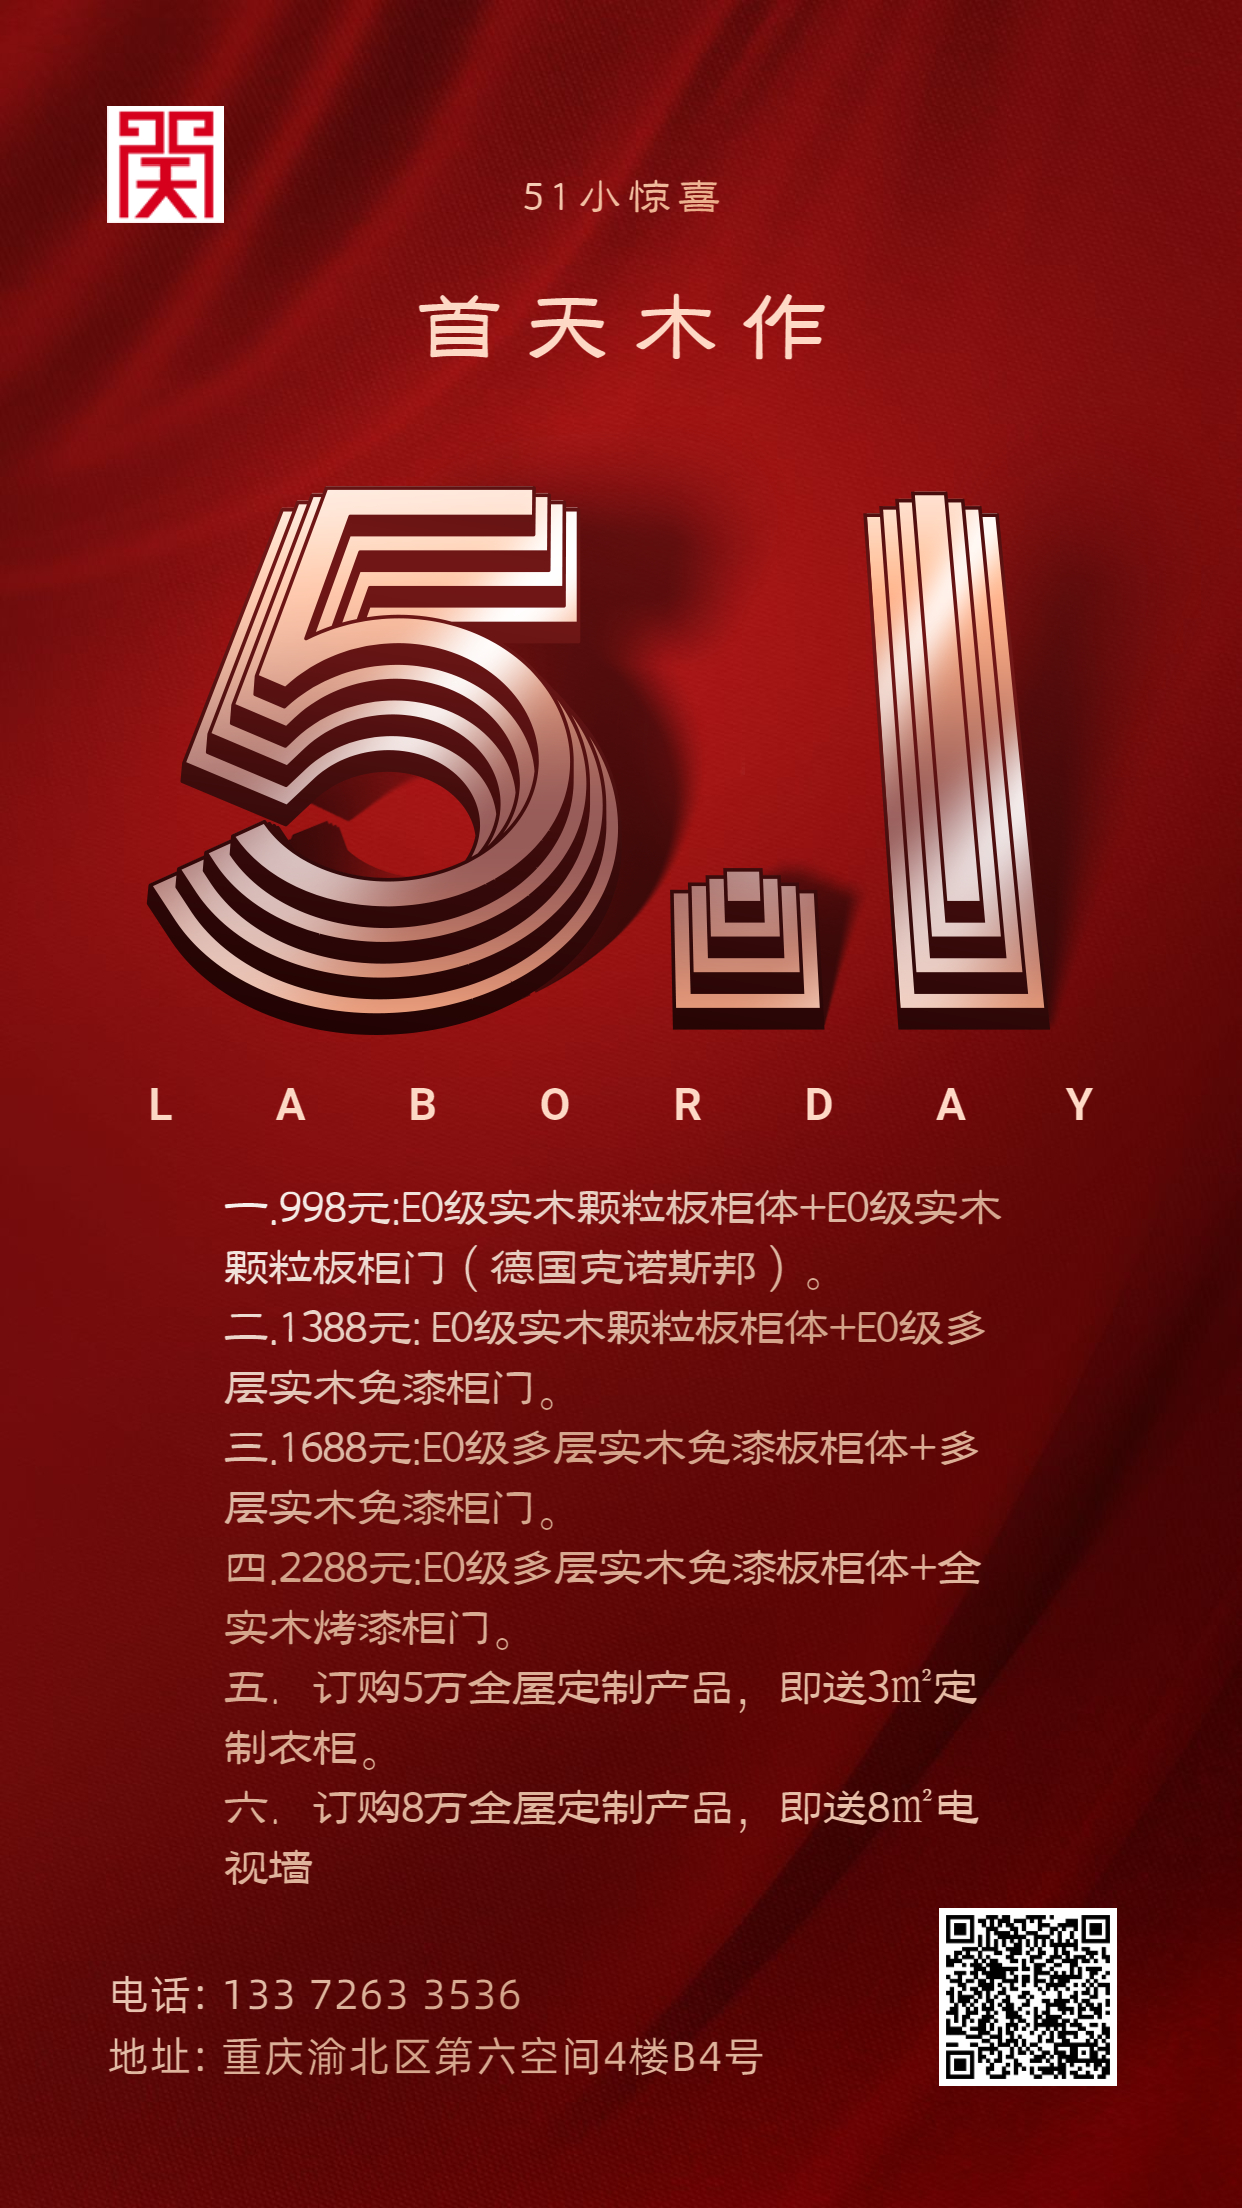 関
51小惊喜
首天木作
5.1
LABORDAY
一.998元:E0级实木颗粒板柜体+E0级实木
颗粒板柜门（德国克诺斯邦）。
二.1388元: E0级实木颗粒板柜体+E0级多
层实木免漆柜门。
三.1688元:E0级多层实木免漆板柜体+多
层实木免漆柜门。
四.2288元:E0级多层实木免漆板柜体+全
实木烤漆柜门。
五．订购5万全屋定制产品，即送3㎡定
制衣柜。
六．订购8万全屋定制产品，即送8㎡电
视墙
电话：133 7263 3536
地址：重庆渝北区第六空间4楼B4号